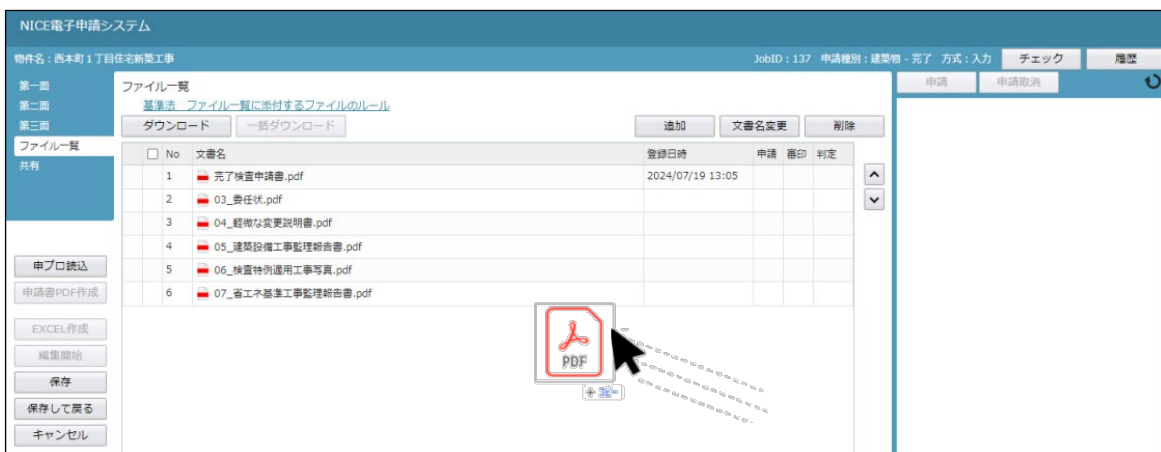 NICE電子申請システム
物件名：西本町１丁目住宅新築工事
JobID：137 申請種別：建築物 - 完了 方式：入力
チェック
履歴
第一面
第二面
第三面
ファイル一覧
共有
ファイル一覧
基準法 ファイル一覧に添付するファイルのルール
ダウンロード
一括ダウンロード
追加
文書名変更
削除
申請
申請取消
No 文書名 登録日時 申請 審印 判定
1 完了検査申請書.pdf 2024/07/19 13:05
2 03_委任状.pdf
3 04_軽微な変更説明書.pdf
4 05_建築設備工事監理報告書.pdf
5 06_検査特例適用工事写真.pdf
6 07_省エネ基準工事監理報告書.pdf
申プロ読込
申請書PDF作成
EXCEL作成
編集開始
保存
保存して戻る
キャンセル
PDF